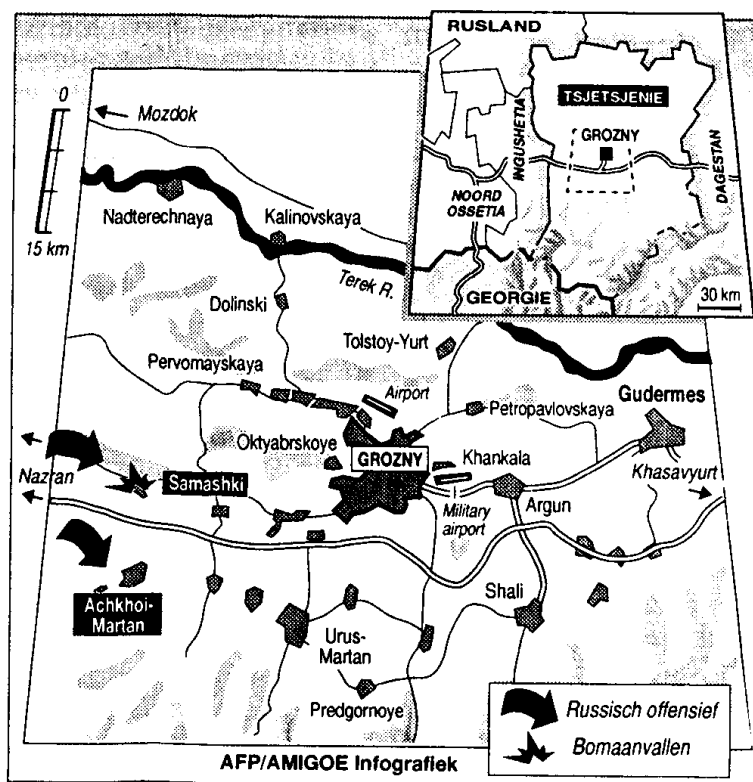 0
15 km
Mozdok
Nadterechnaya
Kalinovskaya
Terek R.
Dolinski
Tolstoy-Yurt
Pervomayskaya
Airport
Petropavlovskaya
Gudermes
Oktyabrskoye
GROZNY
Khankala
Khasavyurt
Nazran
Samashki
Military
airport
Argun
Achkhoi-
Martan
Shali
Urus-
Martan
Predgornoye
RUSLAND
TSJETSJENIE
GROZNY
INGUSHETIA
DAGESTAN
NOORD
OSSETIA
GEORGIE
30 km
Russisch offensief
Bomaanvallen
AFP/AMIGOE Infografiek